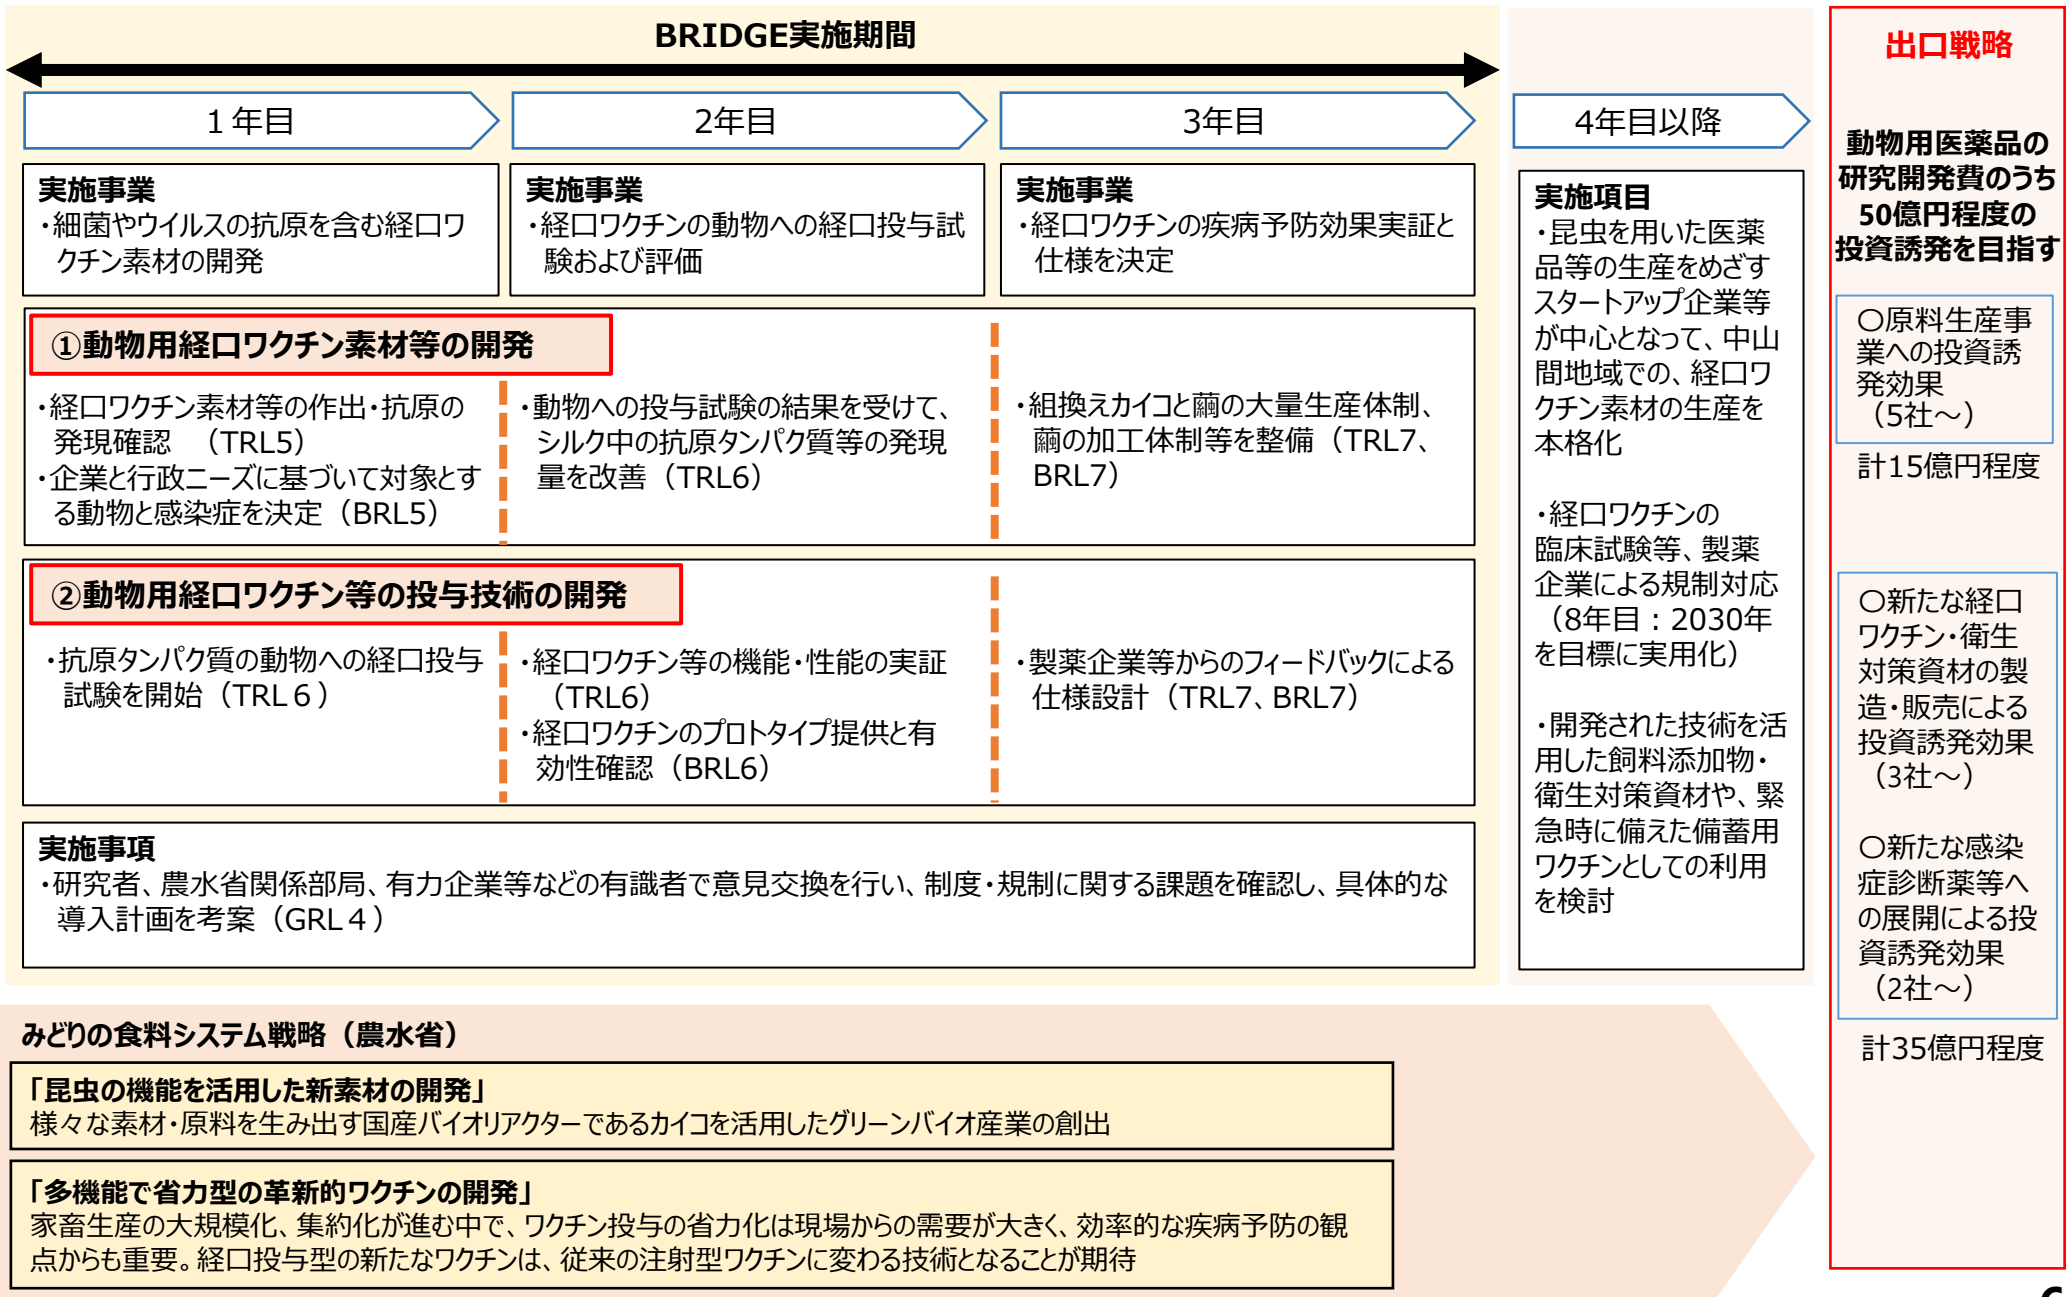 BRIDGE実施期間
１年目
2年目
3年目
4年目以降
実施事業
・細菌やウイルスの抗原を含む経口ワ
クチン素材の開発
実施事業
・経口ワクチンの動物への経口投与試
験および評価
実施事業
・経口ワクチンの疾病予防効果実証と
仕様を決定
①動物用経口ワクチン素材等の開発
・経口ワクチン素材等の作出・抗原の
発現確認　（TRL5）
・企業と行政ニーズに基づいて対象とす
る動物と感染症を決定（BRL5）
・動物への投与試験の結果を受けて、
シルク中の抗原タンパク質等の発現
量を改善（TRL6）
・組換えカイコと繭の大量生産体制、
繭の加工体制等を整備（TRL7、
BRL7）
②動物用経口ワクチン等の投与技術の開発
・抗原タンパク質の動物への経口投与
試験を開始（TRL６）
・経口ワクチン等の機能・性能の実証
（TRL6）
・経口ワクチンのプロトタイプ提供と有
効性確認（BRL6）
・製薬企業等からのフィードバックによる
仕様設計（TRL7、BRL7）
実施事項
・研究者、農水省関係部局、有力企業等などの有識者で意見交換を行い、制度・規制に関する課題を確認し、具体的な
導入計画を考案（GRL４）
実施項目
・昆虫を用いた医薬
品等の生産をめざす
スタートアップ企業等
が中心となって、中山
間地域での、経口ワ
クチン素材の生産を
本格化
・経口ワクチンの
臨床試験等、製薬
企業による規制対応
（8年目：2030年
を目標に実用化）
・開発された技術を活
用した飼料添加物・
衛生対策資材や、緊
急時に備えた備蓄用
ワクチンとしての利用
を検討
出口戦略
動物用医薬品の
研究開発費のうち
50億円程度の
投資誘発を目指す
〇原料生産事
業への投資誘
発効果
（5社～）
計15億円程度
〇新たな経口
ワクチン・衛生
対策資材の製
造・販売による
投資誘発効果
（3社～）
〇新たな感染
症診断薬等へ
の展開による投
資誘発効果
（2社～）
計35億円程度
みどりの食料システム戦略（農水省）
「昆虫の機能を活用した新素材の開発」
様々な素材・原料を生み出す国産バイオリアクターであるカイコを活用したグリーンバイオ産業の創出
「多機能で省力型の革新的ワクチンの開発」
家畜生産の大規模化、集約化が進む中で、ワクチン投与の省力化は現場からの需要が大きく、効率的な疾病予防の観
点からも重要。経口投与型の新たなワクチンは、従来の注射型ワクチンに変わる技術となることが期待